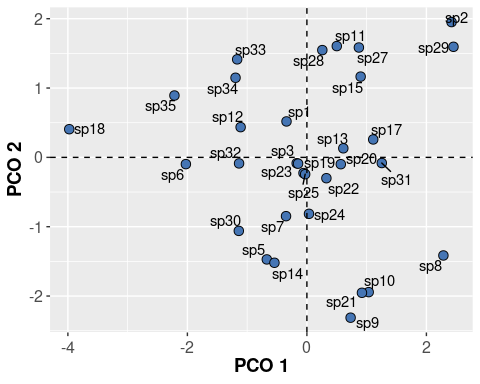 2
1
0
-1
-2
-4
-2
0
2
PCO 2
PCO 1
sp2
sp11
sp29
sp33
sp28
sp27
sp34
sp15
sp35
sp1
sp12
sp18
sp17
sp13
sp3
sp32
sp19
sp20
sp6
sp23
sp31
sp25
sp22
sp30
sp7
sp24
sp5
sp14
sp8
sp10
sp21
sp9